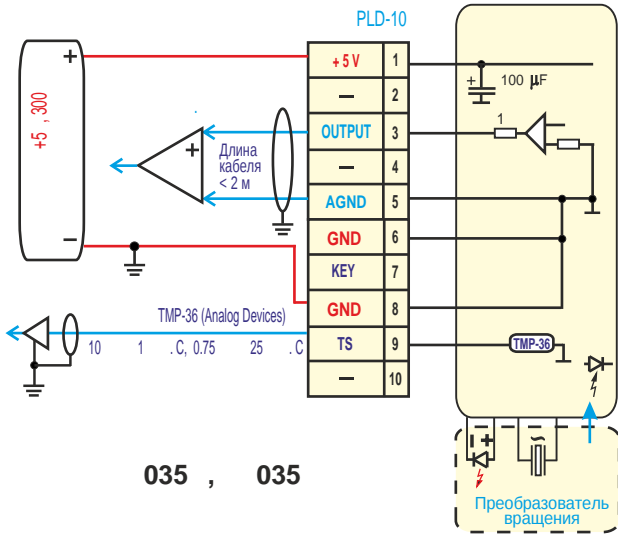 PLD-10
+5 , 300
+
−
+ 5 V 1
− 2
OUTPUT 3
− 4
AGND 5
GND 6
KEY 7
GND 8
TS 9
− 10
+
Длина
кабеля
< 2 м
TMP-36 (Analog Devices)
10 1 . C, 0.75 25 . C
+ 100 µF
1
TMP-36
− +
~
Преобразователь
вращения
035 , 035